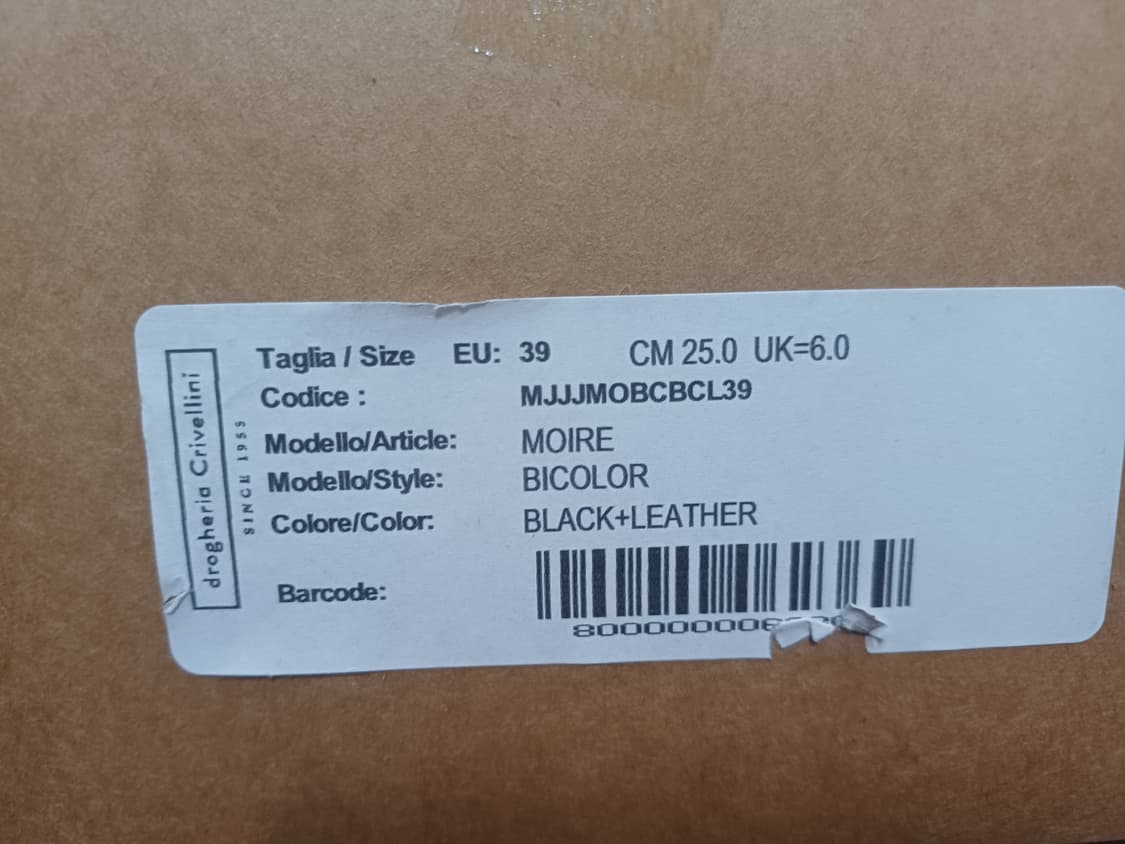 drogheria Crivellini
SINCE 1955
Taglia / Size EU: 39 CM 25.0 UK=6.0
Codice : MJJJMOBCBCL39
Modello/Article: MOIRE
Modello/Style: BICOLOR
Colore/Color: BLACK+LEATHER
Barcode: